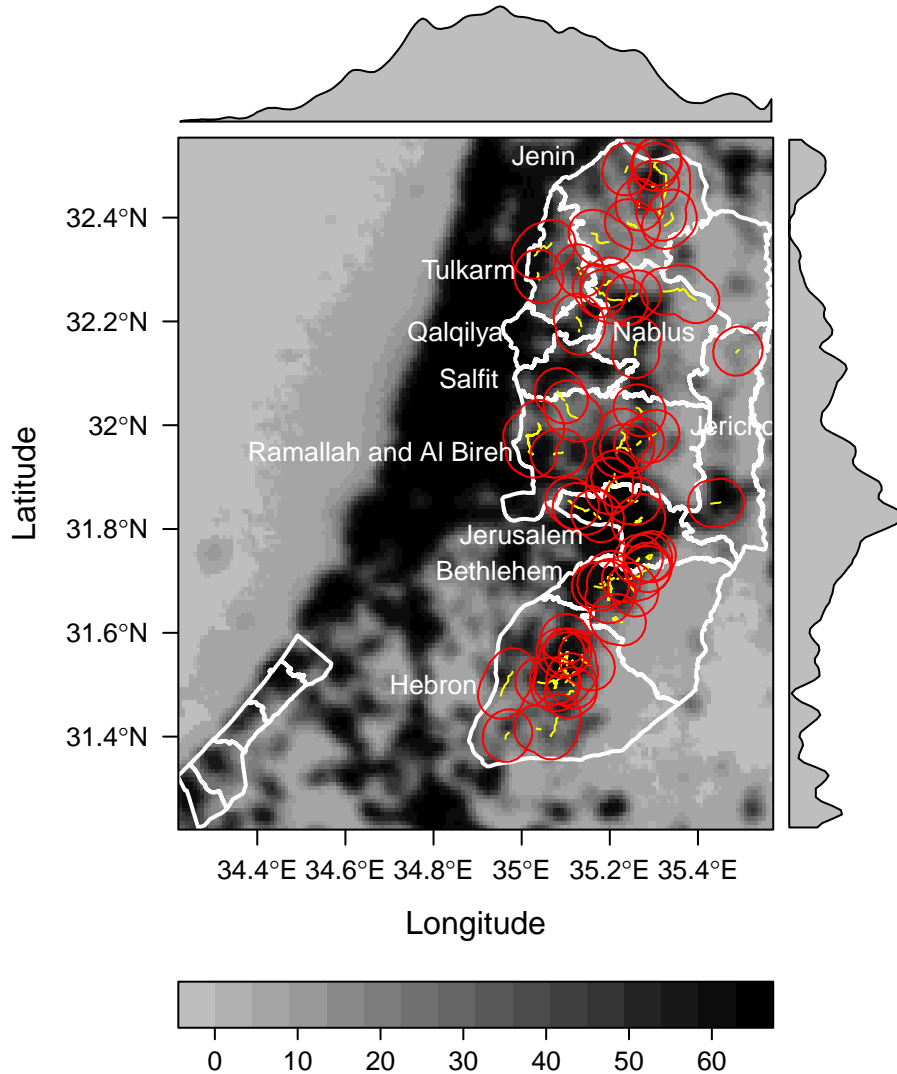 Jenin
32.4°N
Tulkarm
32.2°N
Qalqilya
Nablus
Salfit
32°N
Jericho
Ramallah and Al Bireh
Latitude
31.8°N
Jerusalem
Bethlehem
31.6°N
Hebron
31.4°N
34.4°E 34.6°E 34.8°E 35°E 35.2°E 35.4°E
Longitude
0 10 20 30 40 50 60